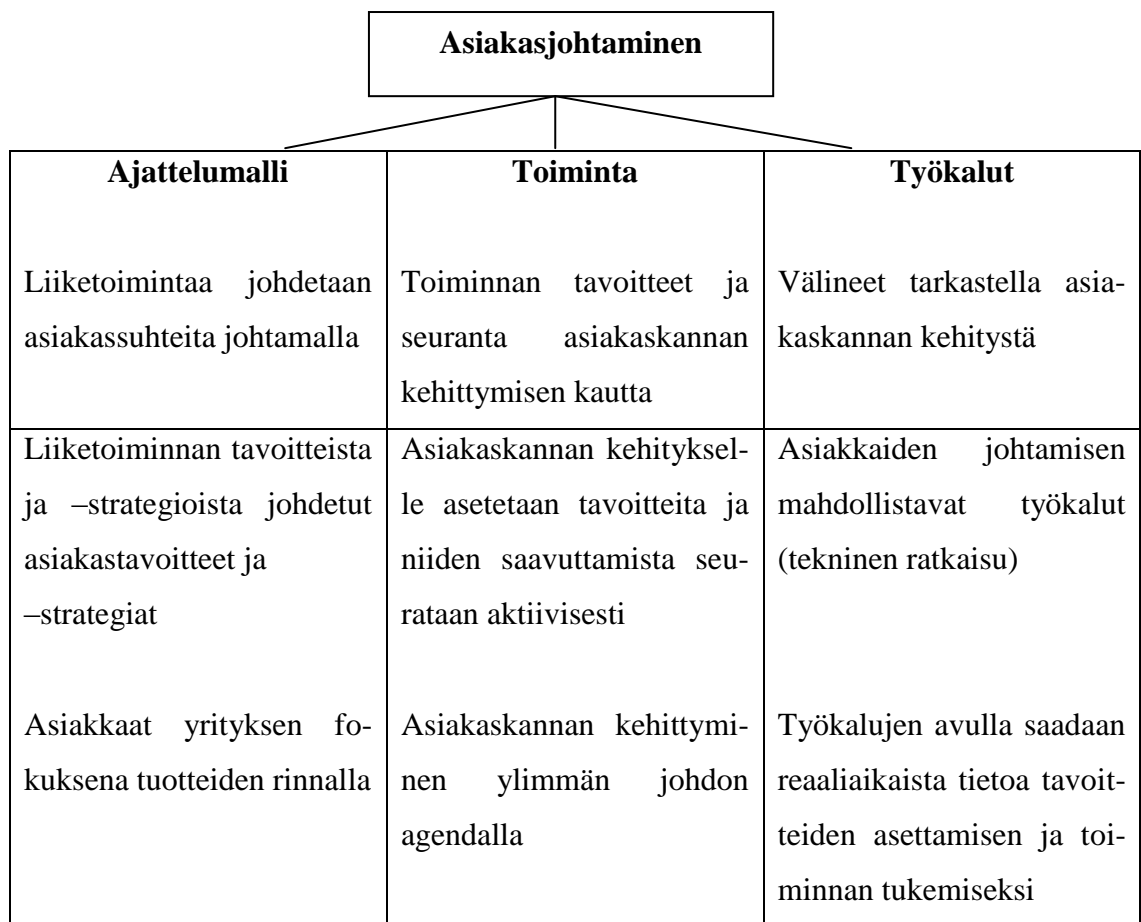 Asiakasjohtaminen
Ajattelumalli
Liiketoimintaa johdetaan
asiakassuhteita johtamalla
Toiminta
Toiminnan tavoitteet ja
seuranta asiakaskannan
kehittymisen kautta
Työkalut
Välineet tarkastella asia-
kaskannan kehitystä
Liiketoiminnan tavoitteista
ja –strategioista johdetut
asiakastavoitteet ja
–strategiat
Asiakkaat yrityksen fo-
kuksena tuotteiden rinnalla
Asiakaskannan kehityksel-
le asetetaan tavoitteita ja
niiden saavuttamista seu-
rataan aktiivisesti
Asiakaskannan kehittymi-
nen ylimmän johdon
agendalla
Asiakkaiden johtamisen
mahdollistavat työkalut
(tekninen ratkaisu)
Työkalujen avulla saadaan
reaaliaikaista tietoa tavoit-
teiden asettamisen ja toi-
minnan tukemiseksi